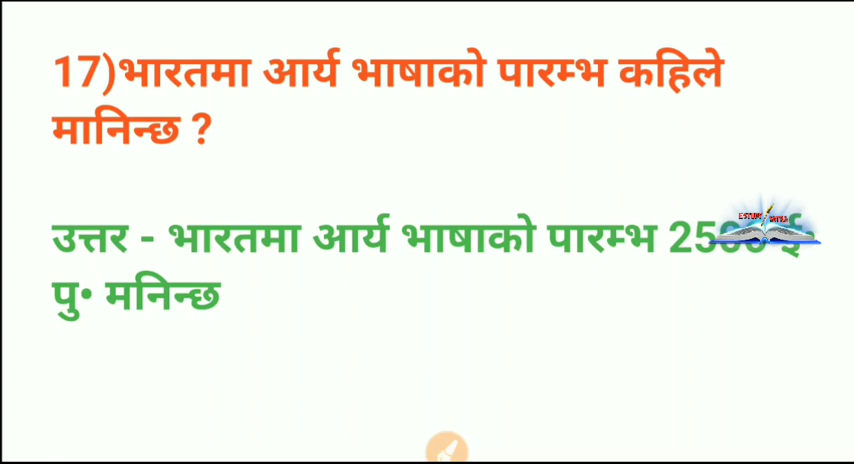 17)भारतमा आर्य भाषाको पारम्भ कहिले
मानिन्छ ?
उत्तर - भारतमा आर्य भाषाको पारम्भ ई
पु• मनिन्छ